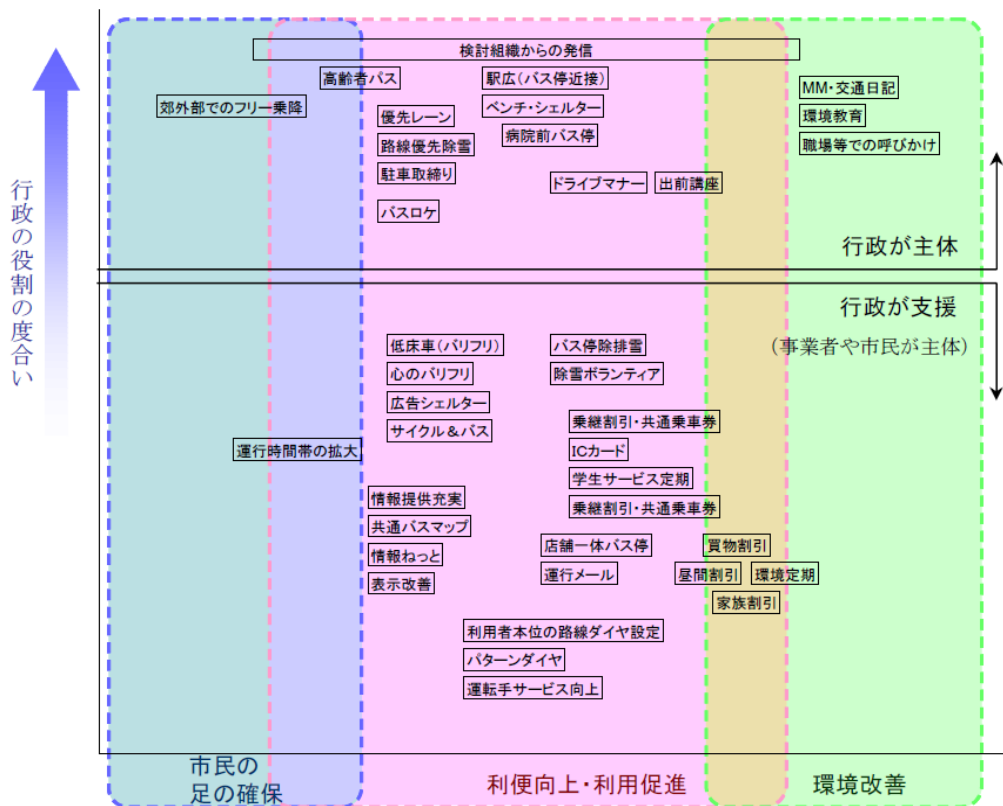 検討組織からの発信
高齢者パス
駅広(バス停近接)
MM・交通日記
郊外部でのフリー乗降
ベンチ・シェルター
優先レーン
環境教育
病院前バス停
路線優先除雪
職場等での呼びかけ
駐車取締り
ドライブマナー
出前講座
バスロケ
行政の役割の度合い
行政が主体
行政が支援
(事業者や市民が主体)
低床車(バリフリ)
バス停除排雪
心のバリフリ
除雪ボランティア
広告シェルター
乗継割引・共通乗車券
サイクル&バス
運行時間帯の拡大
ICカード
学生サービス定期
情報提供充実
乗継割引・共通乗車券
共通バスマップ
店舗一体バス停
買物割引
情報ねっと
運行メール
昼間割引
環境定期
表示改善
家族割引
利用者本位の路線ダイヤ設定
パターンダイヤ
運転手サービス向上
市民の
足の確保
利便向上・利用促進
環境改善